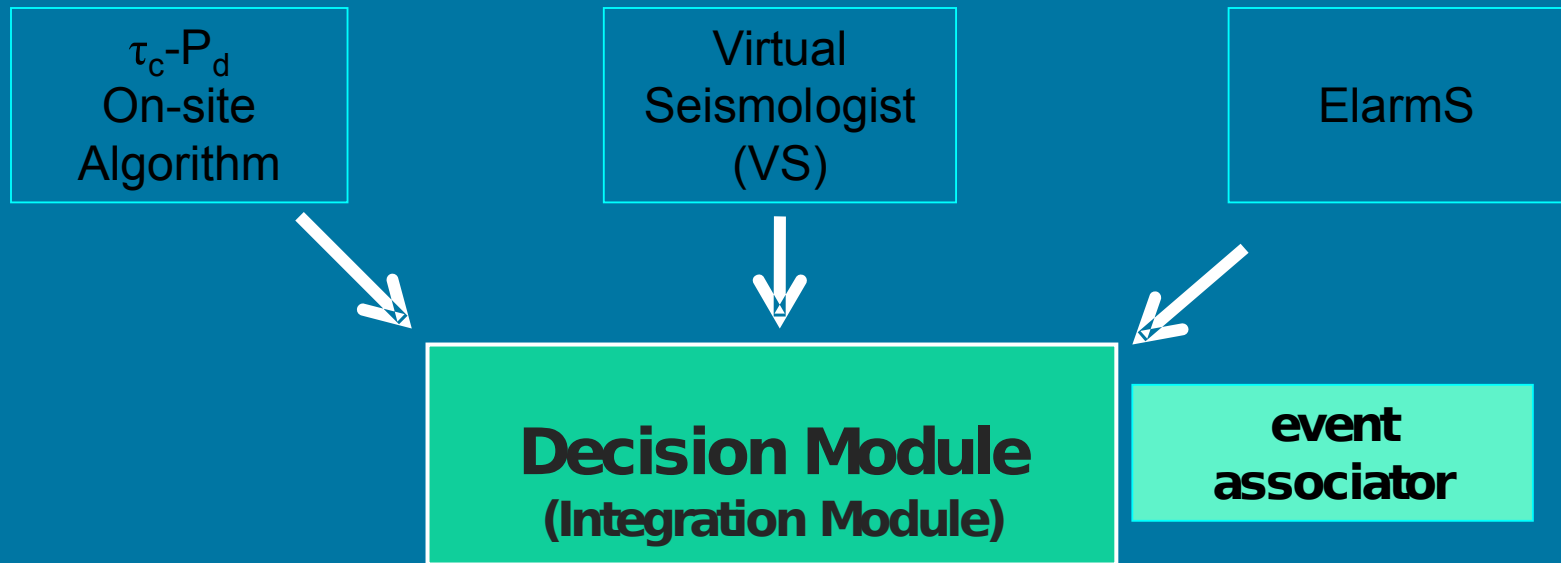 τc-Pd
On-site
Algorithm
Virtual
Seismologist
(VS)
ElarmS
Decision Module
(Integration Module)
event
associator